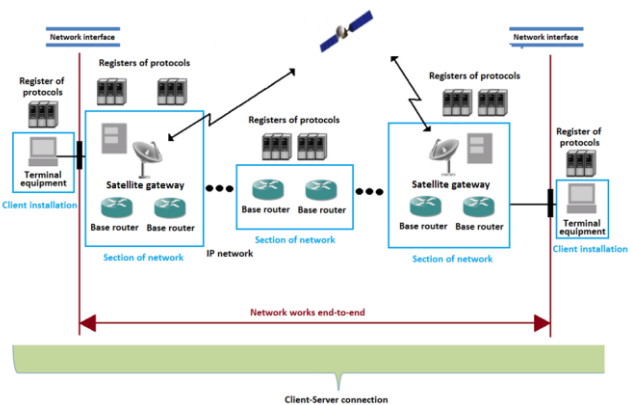 Network interface
Network interface
Register of
protocols
Registers of protocols
Registers of protocols
Registers of protocols
Register of
protocols
Terminal
equipment
Client installation
Satellite gateway
Base router
Base router
Section of network
IP network
Base router
Base router
Section of network
Satellite gateway
Base router
Base router
Section of network
Terminal
equipment
Client installation
Network works end-to-end
Client-Server connection